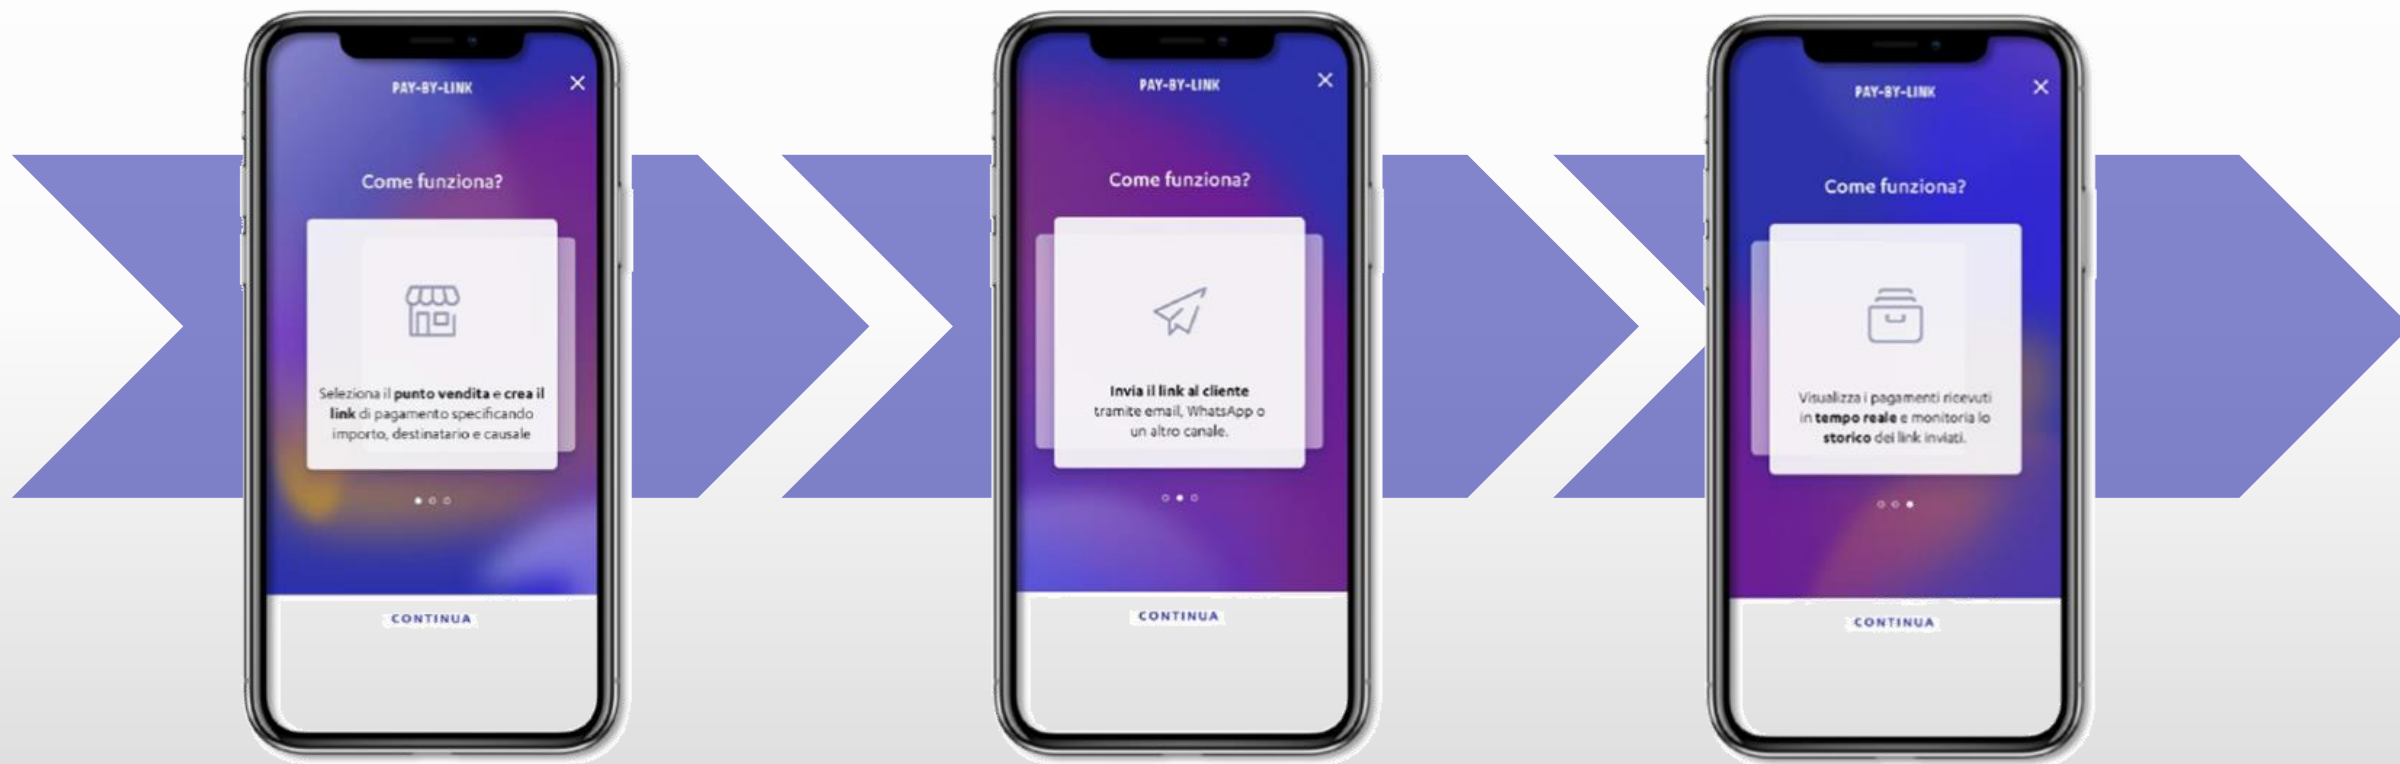 PAY-BY-LINK
Come funziona?
Seleziona il punto vendita e crea il
link di pagamento specificando
importo, destinatario e causale
CONTINUA
PAY-BY-LINK
Come funziona?
Invia il link al cliente
tramite email, WhatsApp o
un altro canale.
CONTINUA
PAY-BY-LINK
Come funziona?
Visualizza i pagamenti ricevuti
in tempo reale e monitoria lo
storico dei link inviati.
CONTINUA